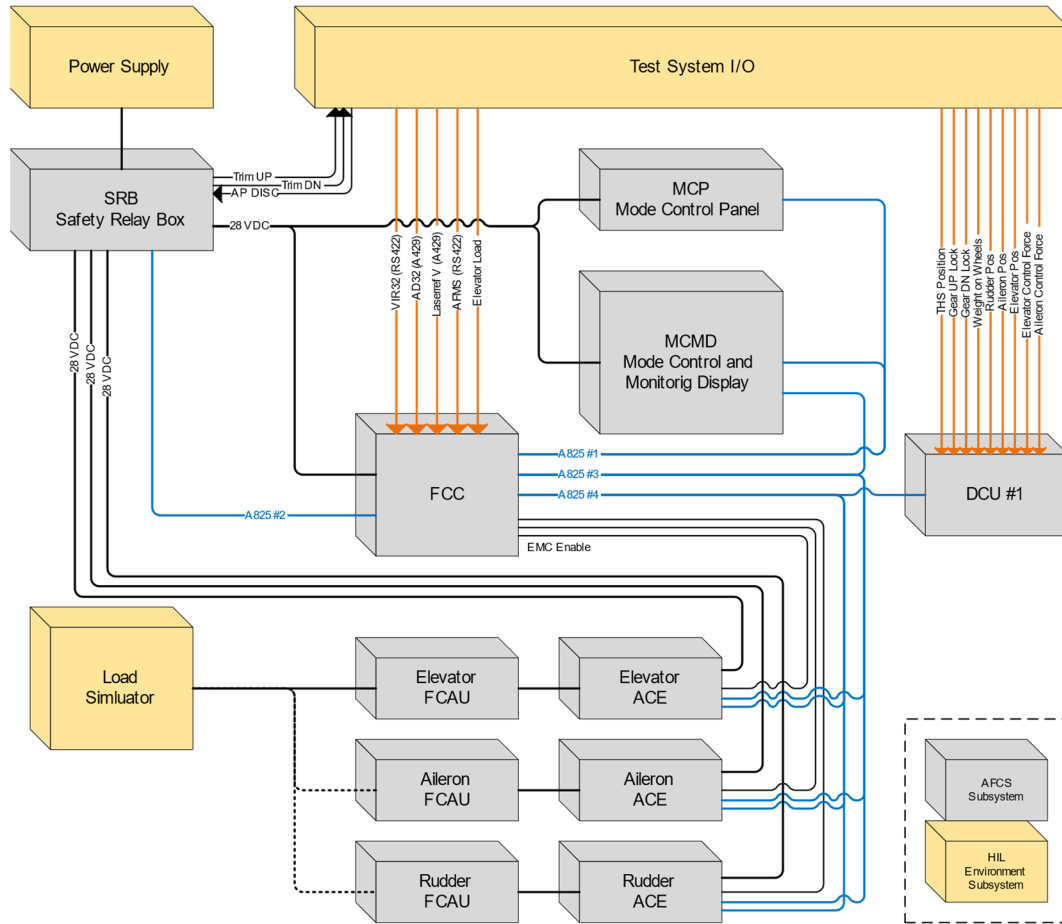 Power Supply
Test System I/O
SRB
Safety Relay Box
Trim UP
Trim DN
AP DISC
28 VDC
MCP
Mode Control Panel
VIR32 (RS422)
AD32 (A429)
Laserref V (A429)
AFMS (RS422)
Elevator Load
MCMD
Mode Control and
Monitorig Display
THS Position
Gear UP Lock
Gear DN Lock
Weight on Wheels
Rudder Pos
Aileron Pos
Elevator Pos
Elevator Control Force
Aileron Control Force
28 VDC
28 VDC
28 VDC
FCC
A825 #1
A825 #3
A825 #4
A825 #2
EMC Enable
DCU #1
Load
Simluator
Elevator
FCAU
Elevator
ACE
Aileron
FCAU
Aileron
ACE
Rudder
FCAU
Rudder
ACE
AFCS
Subsystem
HIL
Environment
Subsystem